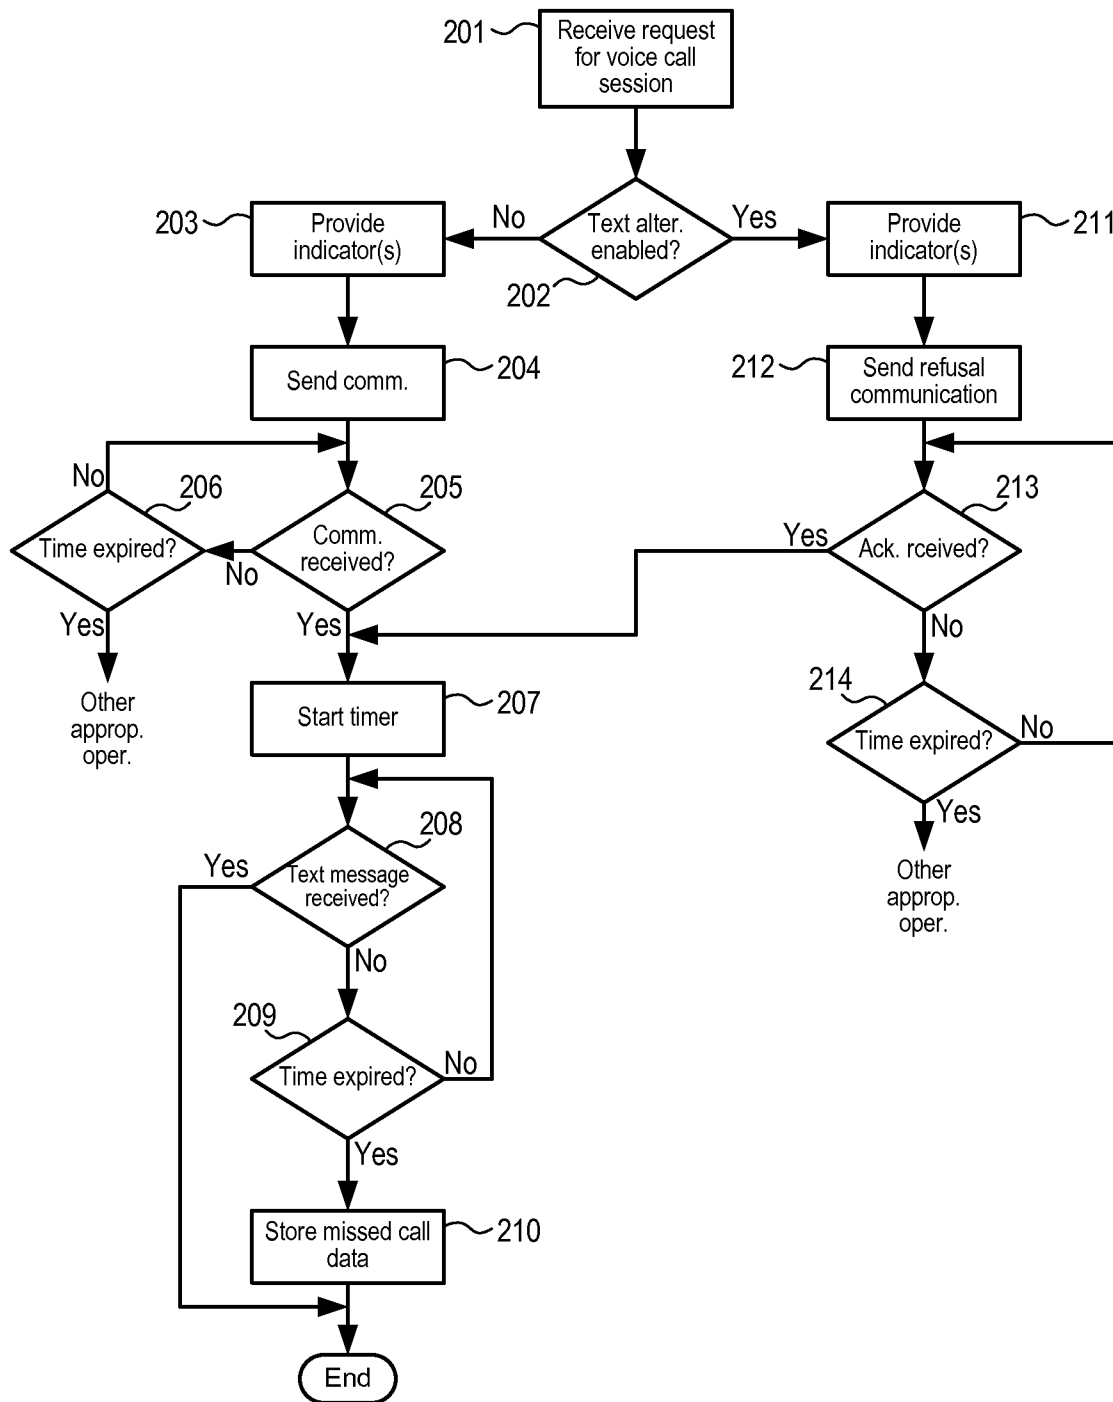 201
Receive request
for voice call
session
203
Provide
indicator(s)
No
Text alter.
enabled?
Yes
202
Provide
indicator(s)
211
Send comm.
204
212
Send refusal
communication
No
206
Time expired?
Yes
Other
approp.
oper.
205
Comm.
received?
No
Yes
213
Yes
Ack. rceived?
No
Start timer
207
214
Time expired?
No
Yes
Other
approp.
oper.
208
Yes
Text message
received?
No
209
Time expired?
No
Yes
Store missed call
data
210
End